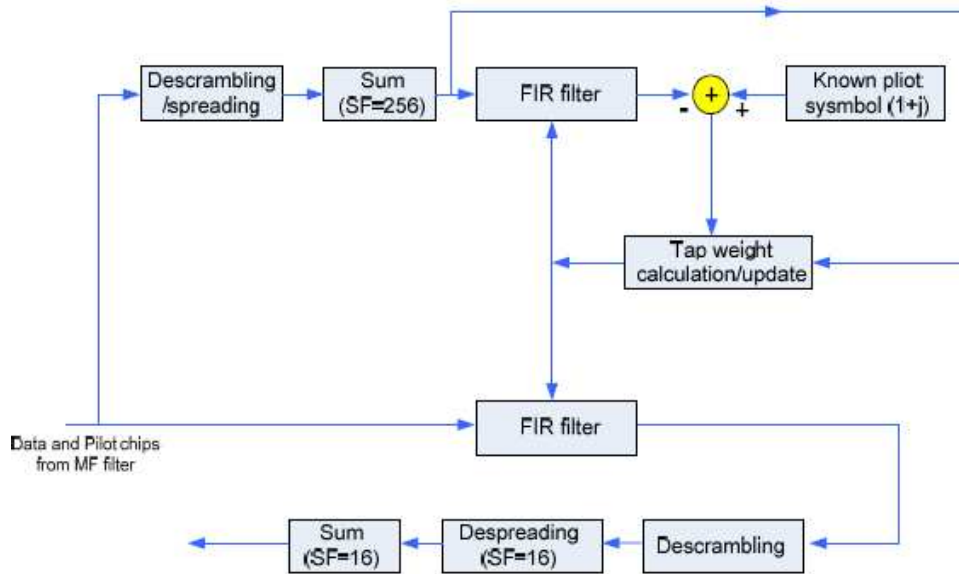 Descrambling
/spreading
Sum
(SF=256)
FIR filter
+
-
+
Known pliot
sysmbol (1+j)
Tap weight
calculation/update
FIR filter
Data and Pilot chips
from MF filter
Sum
(SF=16)
Despreading
(SF=16)
Descrambling